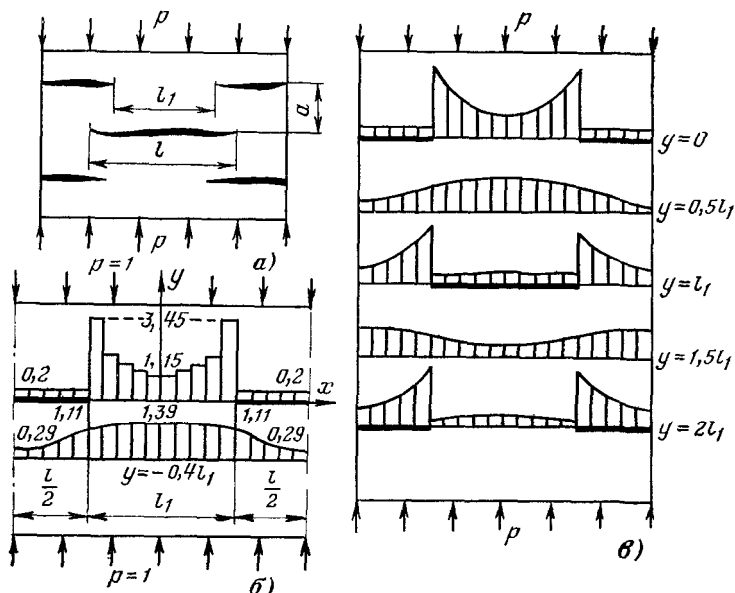 p
l₁
a
l
p
а)
p=1
y
3,45
1,15
0,2
0,2
x
1,11
1,39
1,11
0,29
0,29
y=−0,4l₁
l/2
l₁
l/2
p=1
б)
p
y=0
y=0,5l₁
y=l₁
y=1,5l₁
y=2l₁
p
в)